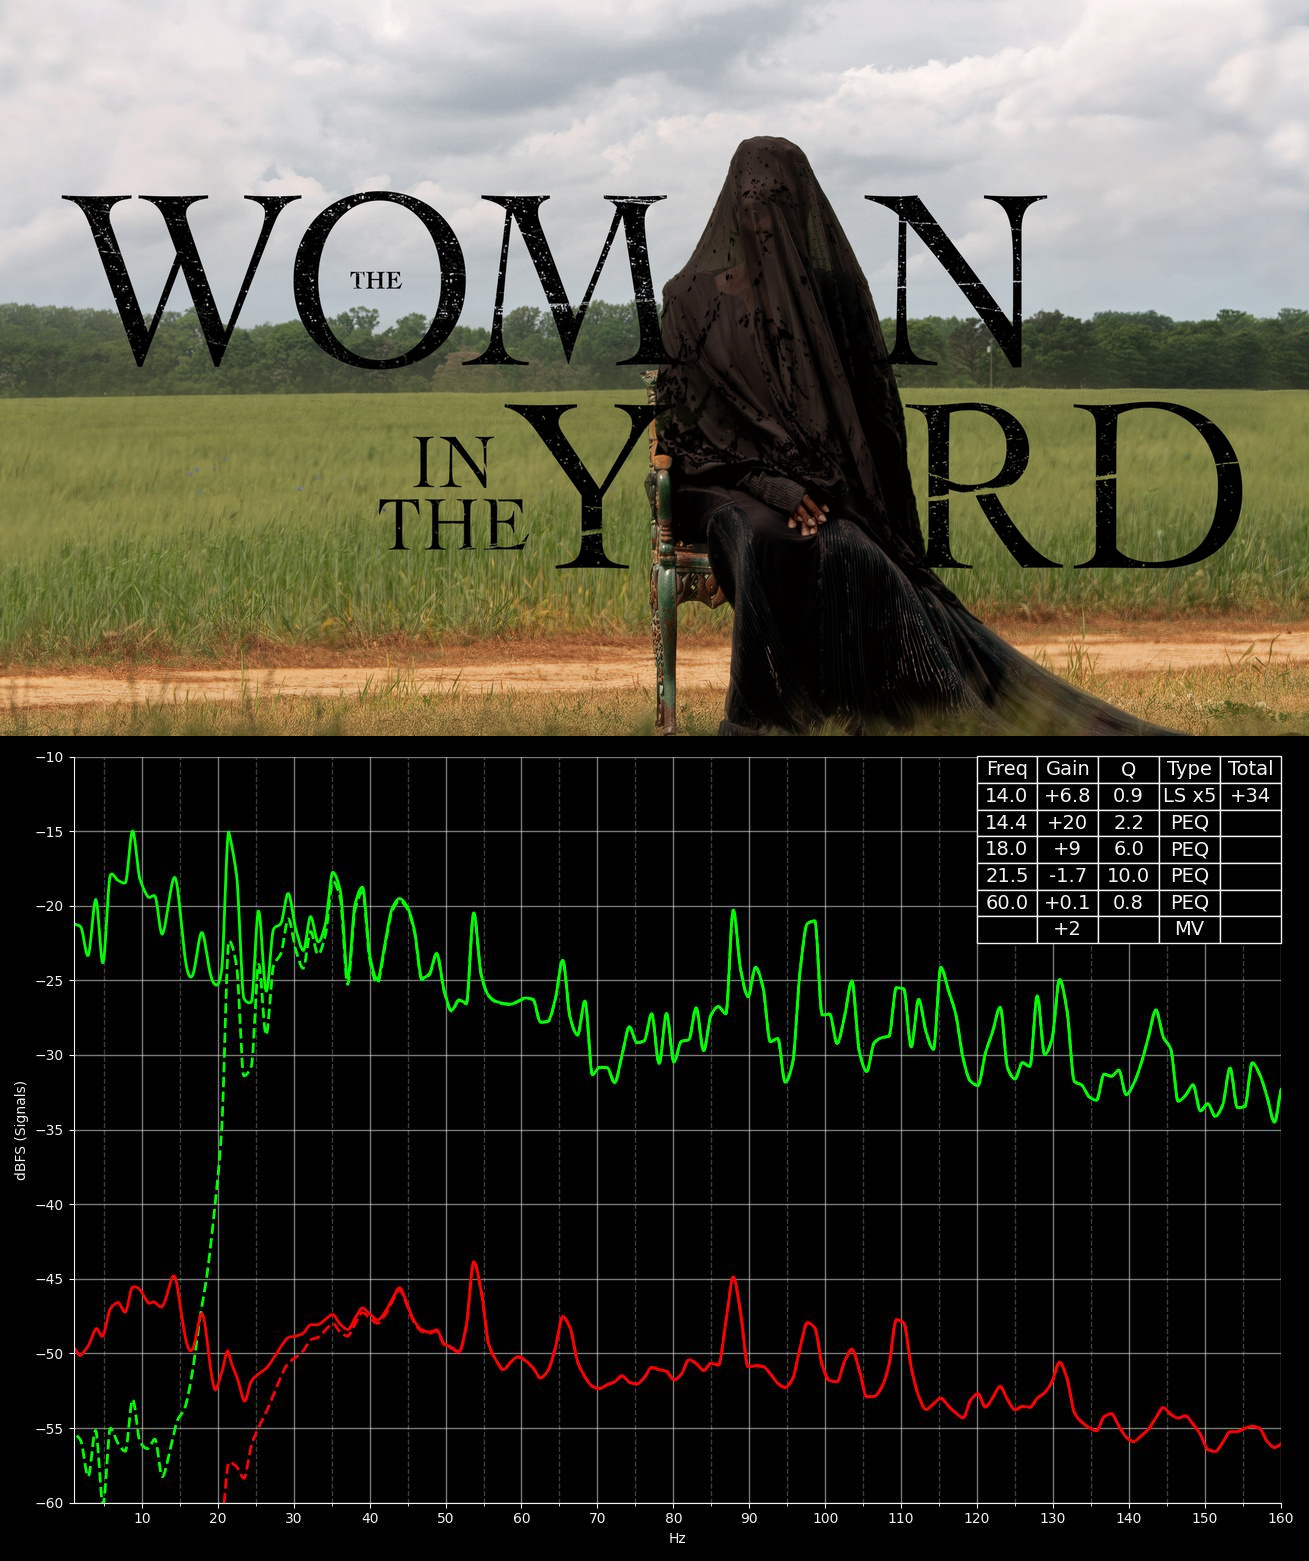 THE
WOMAN
IN
THE
YARD
Freq Gain Q Type Total
14.0 +6.8 0.9 LS x5 +34
14.4 +20 2.2 PEQ
18.0 +9 6.0 PEQ
21.5 -1.7 10.0 PEQ
60.0 +0.1 0.8 PEQ
+2 MV
−10
−15
−20
−25
−30
−35
−40
−45
−50
−55
−60
dBFS (Signals)
10 20 30 40 50 60 70 80 90 100 110 120 130 140 150 160
Hz